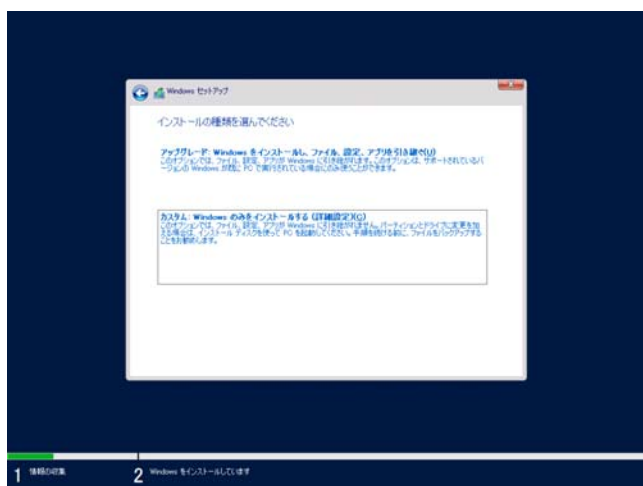 Windows セットアップ
インストールの種類を選んでください
アップグレード: Windows をインストールし、ファイル、設定、アプリを引き継ぐ(U)
このオプションでは、ファイル、設定、アプリが Windows に引き継がれます。このオプションは、サポートされているバ
ージョンの Windows が既に PC で実行されている場合にのみ使うことができます。
カスタム: Windows のみをインストールする (詳細設定)(C)
このオプションでは、ファイル、設定、アプリが Windows に引き継がれません。パーティションとドライブに変更を加
える場合は、インストール ディスクを使って PC を起動してください。手順を続ける前に、ファイルをバックアップする
ことをお勧めします。
1 情報の収集
2 Windows をインストールしています